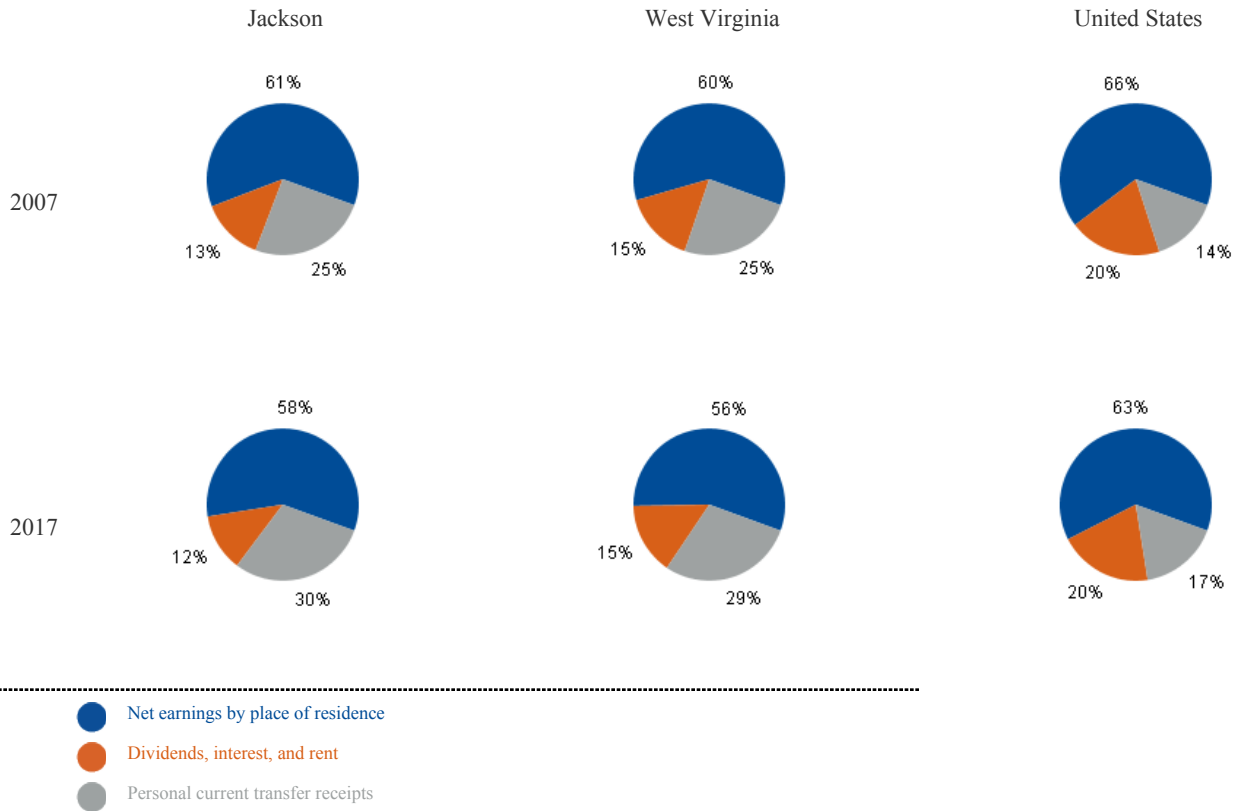 Jackson West Virginia United States
61% 60% 66%
2007
13% 25% 15% 25% 20% 14%
58% 56% 63%
2017
12% 30% 15% 29% 20% 17%
Net earnings by place of residence
Dividends, interest, and rent
Personal current transfer receipts